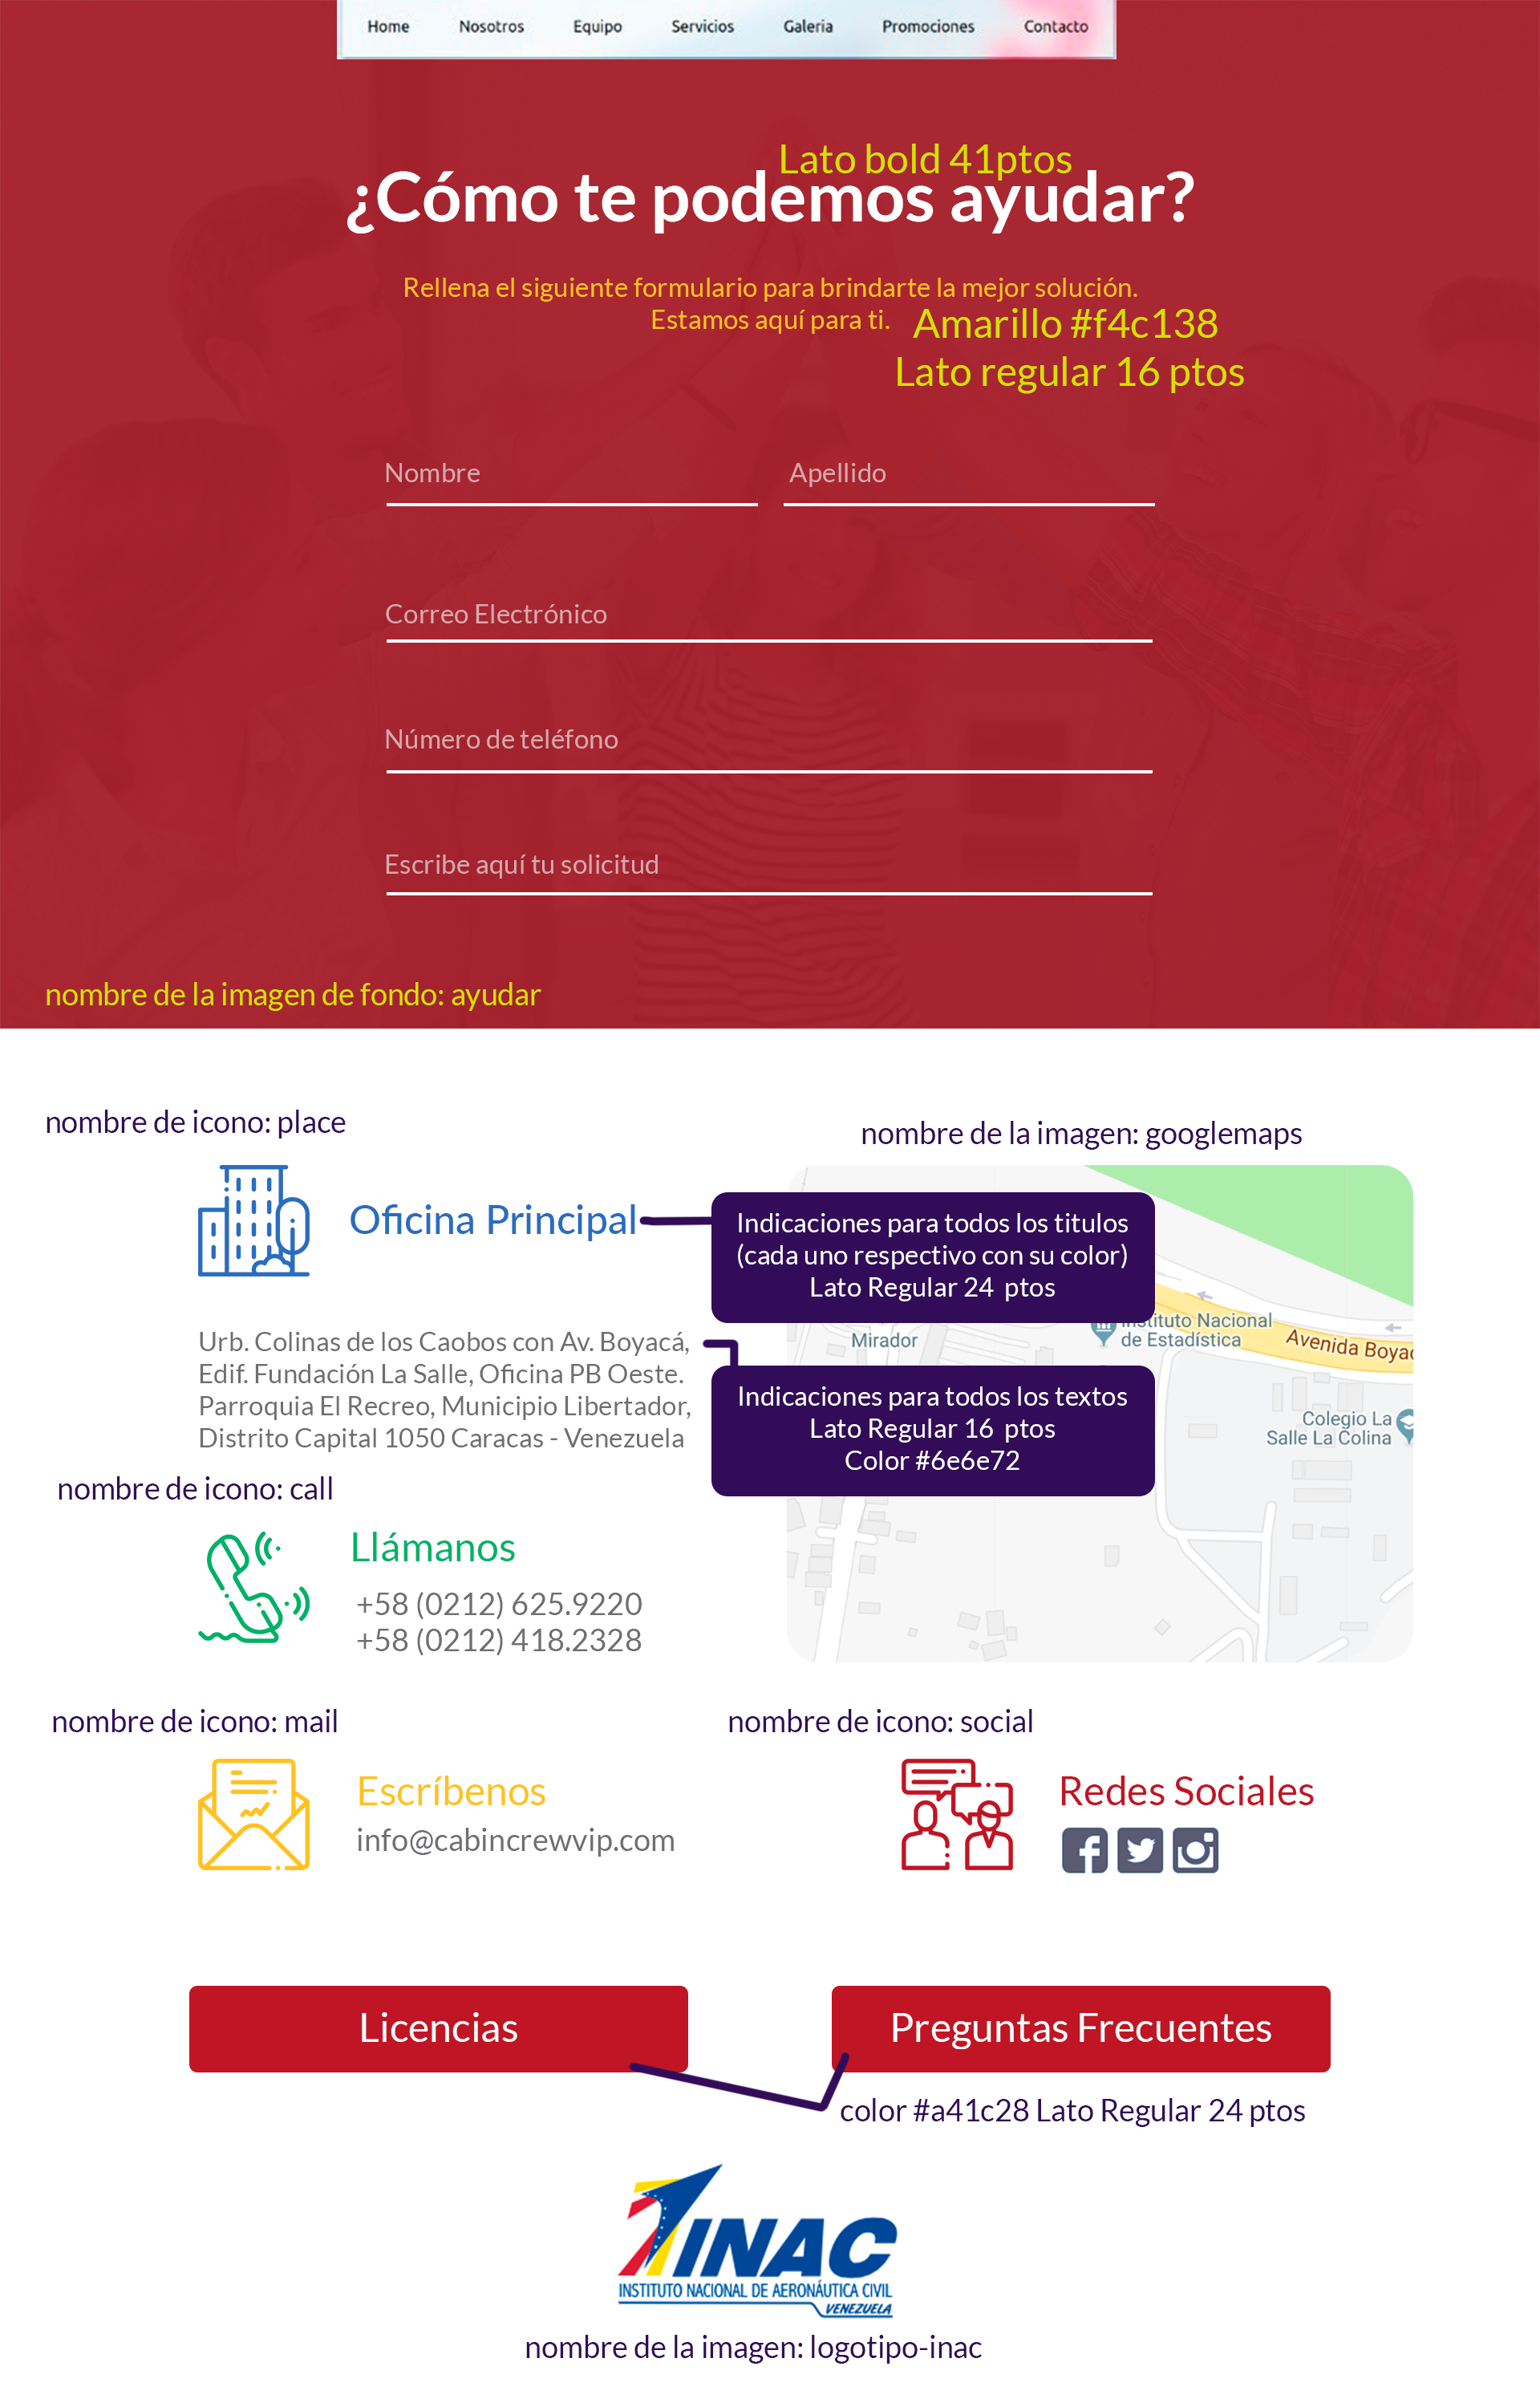 Home Nosotros Equipo Servicios Galeria Promociones Contacto
Lato bold 41ptos
¿Cómo te podemos ayudar?
Rellena el siguiente formulario para brindarte la mejor solución.
Estamos aquí para ti.
Amarillo #f4c138
Lato regular 16 ptos
Nombre
Apellido
Correo Electrónico
Número de teléfono
Escribe aquí tu solicitud
nombre de la imagen de fondo: ayudar
nombre de icono: place
nombre de la imagen: googlemaps
Oficina Principal
Indicaciones para todos los titulos
(cada uno respectivo con su color)
Lato Regular 24 ptos
Urb. Colinas de los Caobos con Av. Boyacá,
Edif. Fundación La Salle, Oficina PB Oeste.
Parroquia El Recreo, Municipio Libertador,
Distrito Capital 1050 Caracas - Venezuela
Indicaciones para todos los textos
Lato Regular 16 ptos
Color #6e6e72
Mirador
Instituto Nacional
de Estadística
Avenida Boyac
Colegio La
Salle La Colina
nombre de icono: call
Llámanos
+58 (0212) 625.9220
+58 (0212) 418.2328
nombre de icono: mail
Escríbenos
info@cabincrewvip.com
nombre de icono: social
Redes Sociales
Licencias
Preguntas Frecuentes
color #a41c28 Lato Regular 24 ptos
INAC
INSTITUTO NACIONAL DE AERONÁUTICA CIVIL
VENEZUELA
nombre de la imagen: logotipo-inac